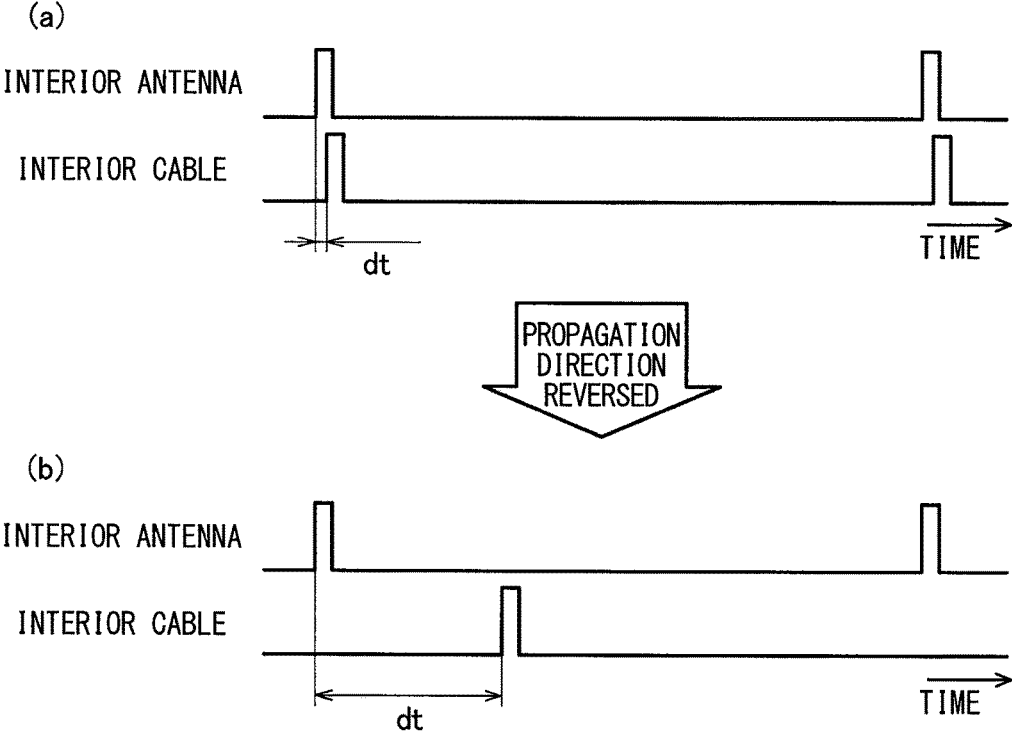 (a)
INTERIOR ANTENNA
INTERIOR CABLE
TIME
dt
PROPAGATION
DIRECTION
REVERSED
(b)
INTERIOR ANTENNA
INTERIOR CABLE
TIME
dt